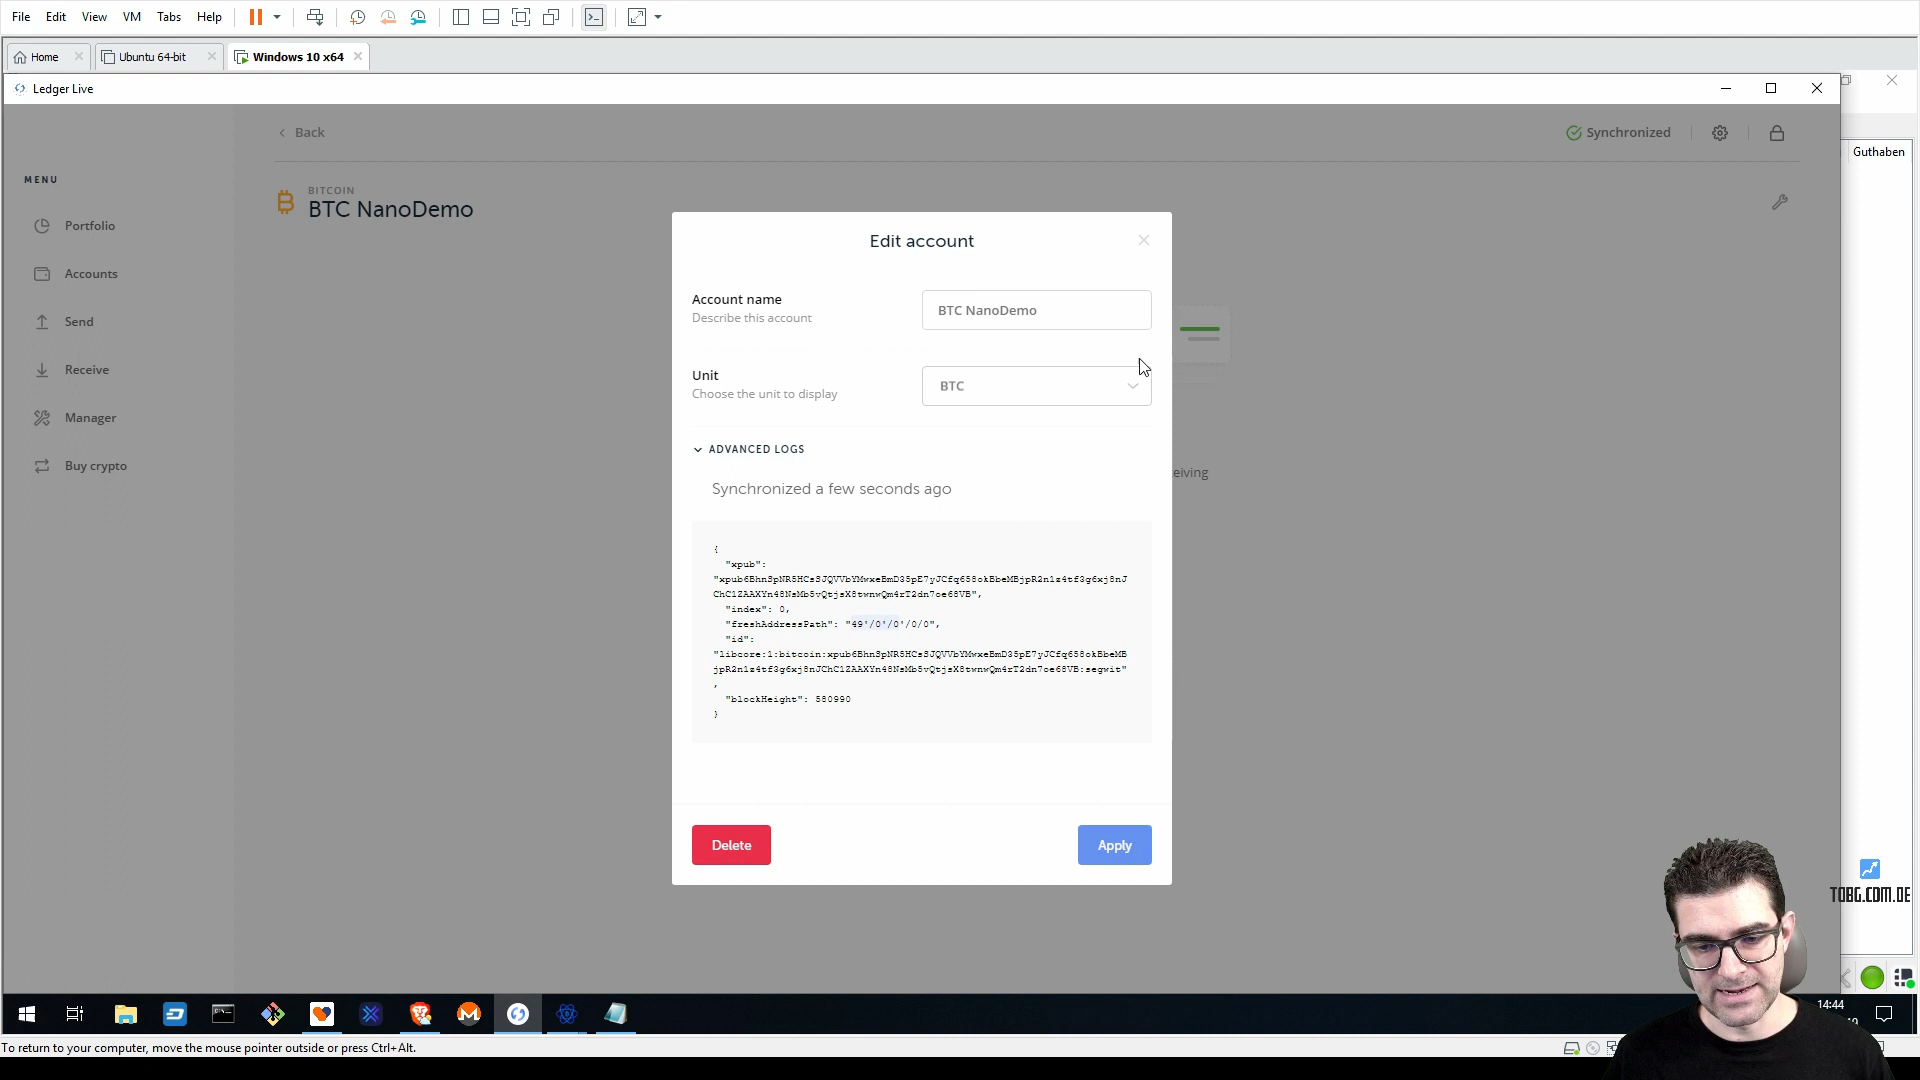 File Edit View VM Tabs Help
Home Ubuntu 64-bit Windows 10 x64
Ledger Live
Back
Synchronized
Guthaben
MENU
BITCOIN
BTC NanoDemo
Portfolio
Accounts
Send
Receive
Manager
Buy crypto
Edit account
Account name
Describe this account
BTC NanoDemo
Unit
Choose the unit to display
BTC
ADVANCED LOGS
eiving
Synchronized a few seconds ago
{
"xpub":
"xpub6BhnSpNR5HCsSJQVVbYMwxeBmD35pE7yJCfq658okBbeMBjpR2n1z4tf3g6xj8nJ
ChC1ZAAXYn48NsMb5vQtjsX8twnwQm4rT2dn7oe68VB",
"index": 0,
"freshAddressPath": "49'/0'/0'/0/0",
"id":
"libcore:1:bitcoin:xpub6BhnSpNR5HCsSJQVVbYMwxeBmD35pE7yJCfq658okBbeMB
jpR2n1z4tf3g6xj8nJChC1ZAAXYn48NsMb5vQtjsX8twnwQm4rT2dn7oe68VB:segwit"
,
"blockHeight": 580990
}
Delete
Apply
TOBG.COM.DE
14:44
To return to your computer, move the mouse pointer outside or press Ctrl+Alt.